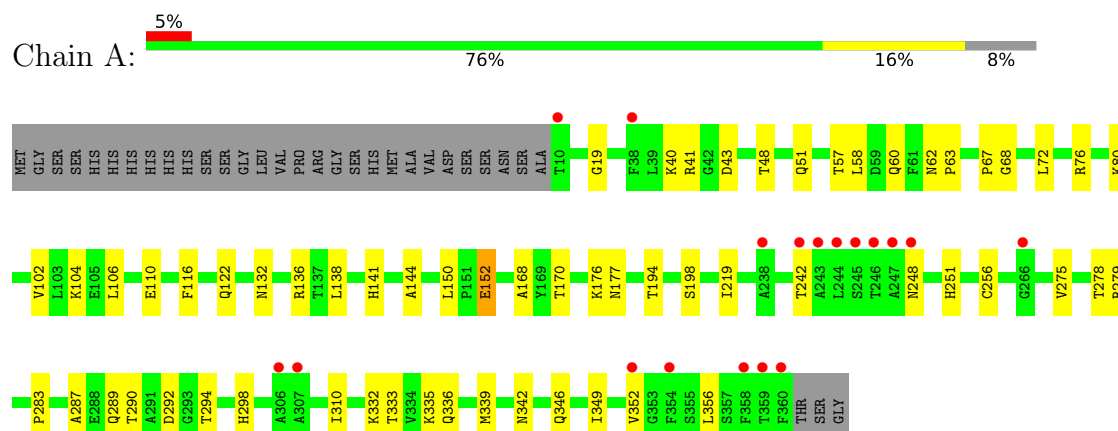 5%
Chain A:
76% 16% 8%
MET GLY SER SER HIS HIS HIS HIS HIS HIS SER SER GLY LEU VAL PRO ARG GLY SER HIS MET ALA VAL ASP SER SER ASN SER ALA T10 G19 F38 L39 K40 R41 G42 D43 T48 Q51 T57 L58 D59 Q60 F61 N62 P63 P67 G68 L72 R76 K80
V102 L103 K104 E105 L106 E110 F116 Q122 N132 R136 T137 L138 H141 A144 L150 P151 E152 A168 Y169 T170 K176 N177 T194 S198 I219 A238 T242 A243 L244 S245 T246 A247 N248 H251 C256 G266 V275 T278 P279
P283 A287 E288 Q289 T290 A291 D292 G293 T294 H298 A306 A307 I310 K332 T333 V334 K335 Q336 M339 N342 Q346 I349 V352 G353 F354 S355 L356 S357 F358 T359 F360 THR SER GLY